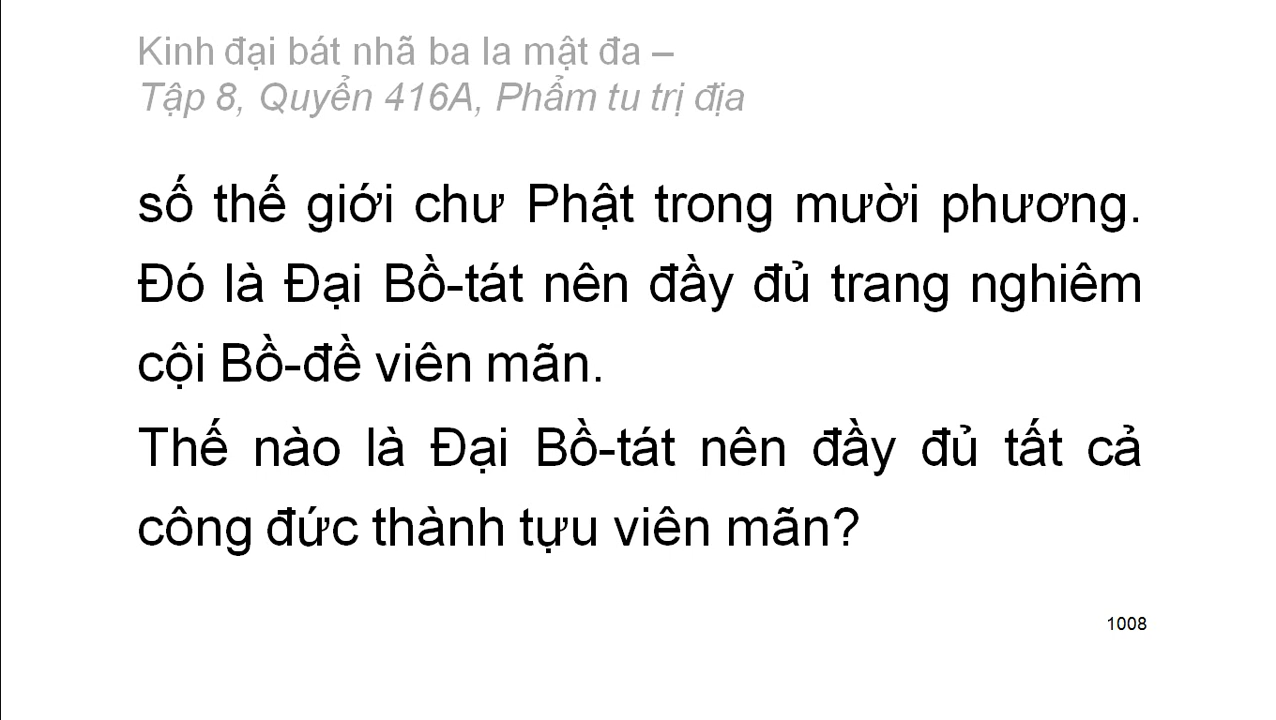 Kinh đại bát nhã ba la mật đa –
Tập 8, Quyển 416A, Phẩm tu trị địa
số thế giới chư Phật trong mười phương.
Đó là Đại Bồ-tát nên đầy đủ trang nghiêm
cội Bồ-đề viên mãn.
Thế nào là Đại Bồ-tát nên đầy đủ tất cả
công đức thành tựu viên mãn?
1008